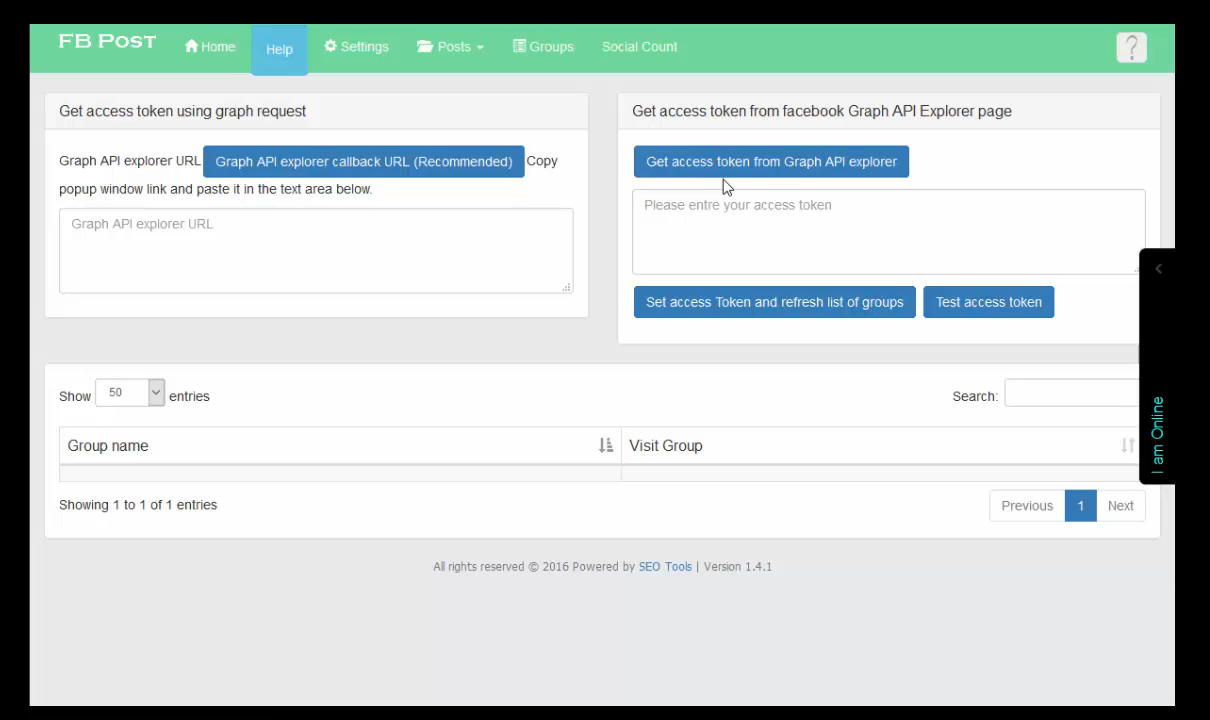 FB Post Home Help Settings Posts Groups Social Count ?
Get access token using graph request
Graph API explorer URL Graph API explorer callback URL (Recommended) Copy
popup window link and paste it in the text area below.
Graph API explorer URL
Get access token from facebook Graph API Explorer page
Get access token from Graph API explorer
Please entre your access token
Set access Token and refresh list of groups Test access token
I am Online
Show 50 entries Search:
Group name Visit Group
Showing 1 to 1 of 1 entries Previous 1 Next
All rights reserved © 2016 Powered by SEO Tools | Version 1.4.1